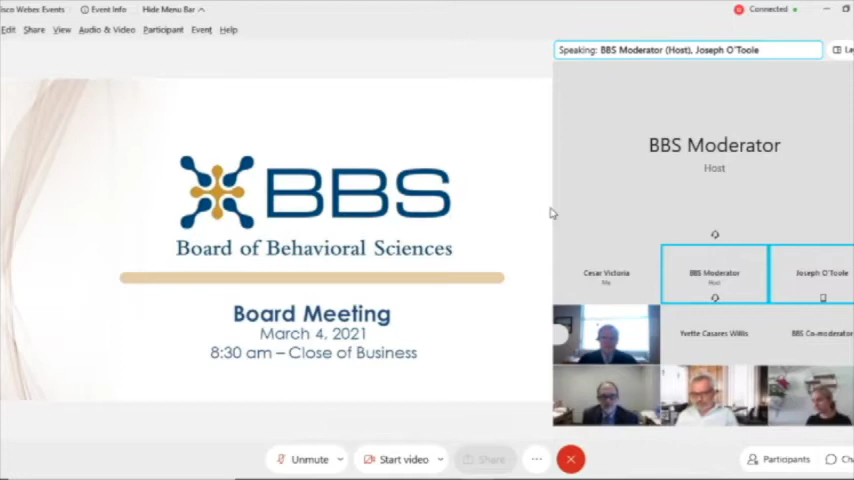 isco Webex Events Event Info Hide Menu Bar Connected
Edit Share View Audio & Video Participant Event Help
Speaking: BBS Moderator (Host), Joseph O'Toole
BBS Moderator
Host
BBS
Board of Behavioral Sciences
Board Meeting
March 4, 2021
8:30 am – Close of Business
Cesar Victoria
Me
BBS Moderator
Host
Joseph O'Toole
Yvette Casares Willis
BBS Co-moderator
Unmute Start video Share Participants Cha